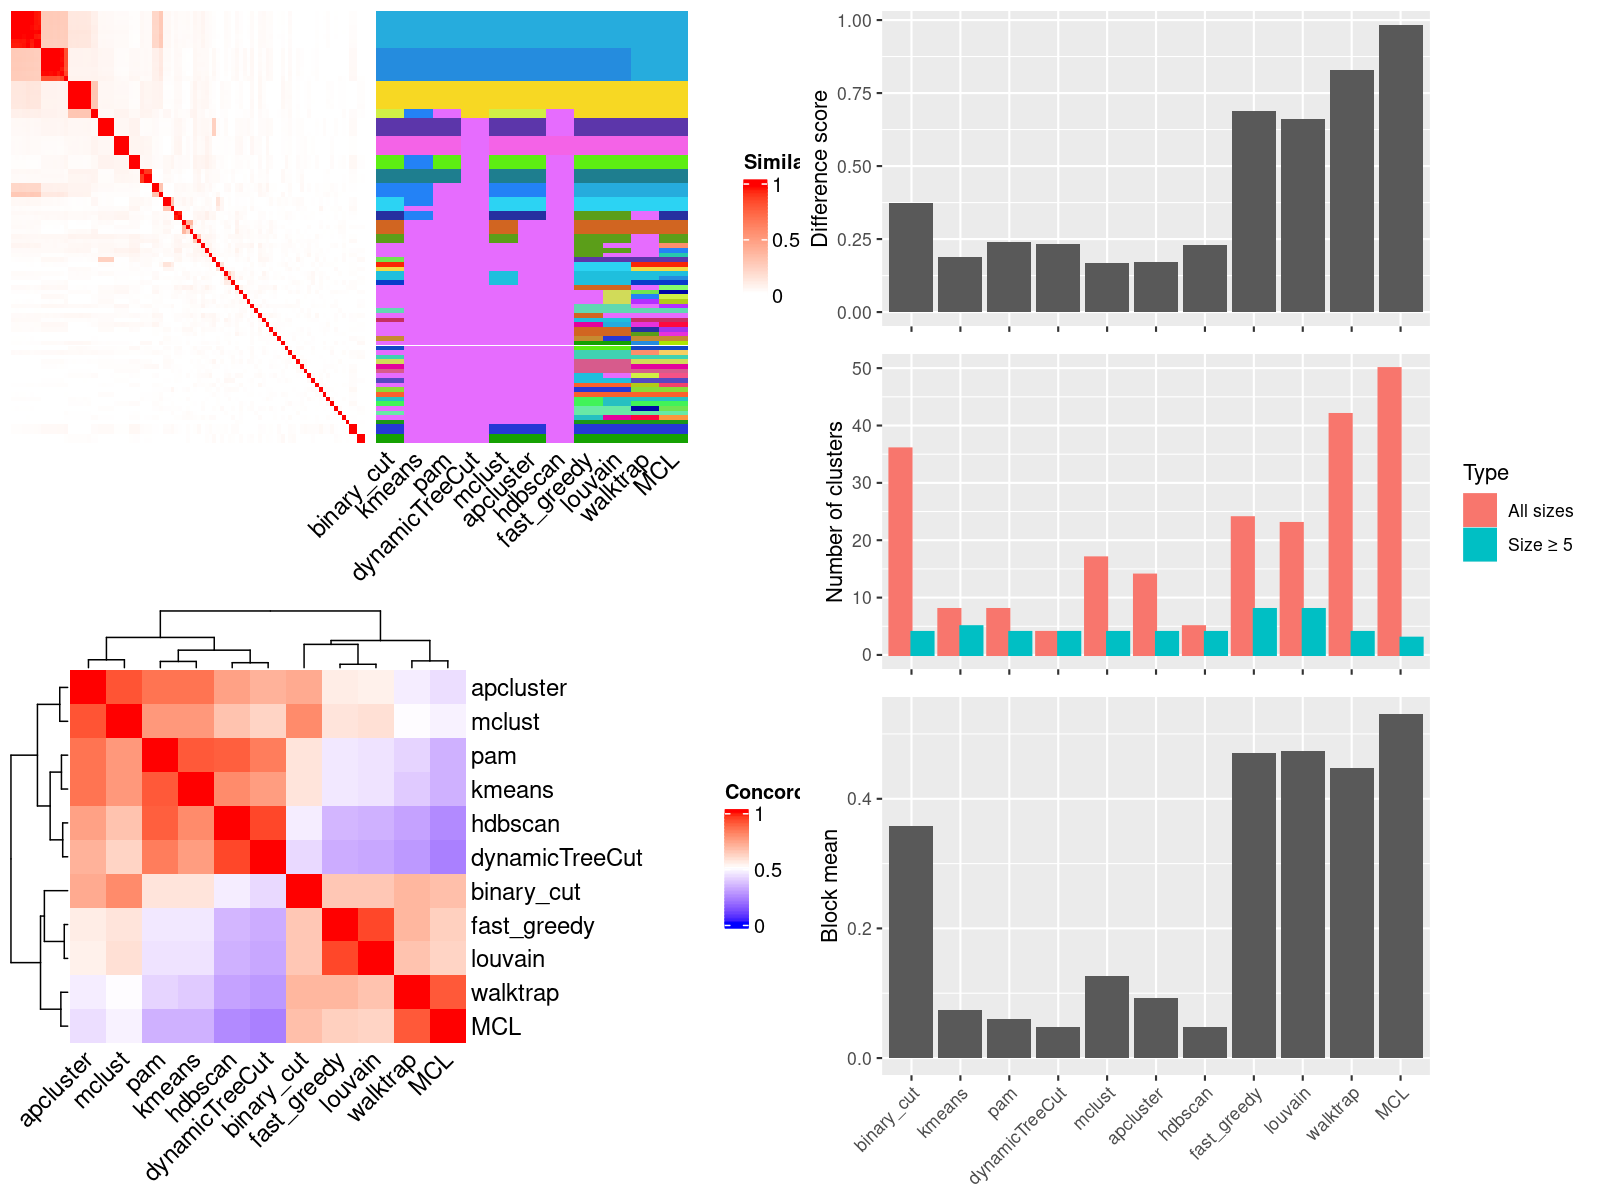 Simila
1
0.5
0
binary_cut
kmeans
pam
dynamicTreeCut
mclust
apcluster
hdbscan
fast_greedy
louvain
walktrap
MCL
apcluster
mclust
pam
kmeans
hdbscan
dynamicTreeCut
binary_cut
fast_greedy
louvain
walktrap
MCL
apcluster
mclust
pam
kmeans
hdbscan
dynamicTreeCut
binary_cut
fast_greedy
louvain
walktrap
MCL
Concord
1
0.5
0
Difference score
1.00
0.75
0.50
0.25
0.00
Number of clusters
50
40
30
20
10
0
Type
All sizes
Size ≥ 5
Block mean
0.4
0.2
0.0
binary_cut
kmeans
pam
dynamicTreeCut
mclust
apcluster
hdbscan
fast_greedy
louvain
walktrap
MCL